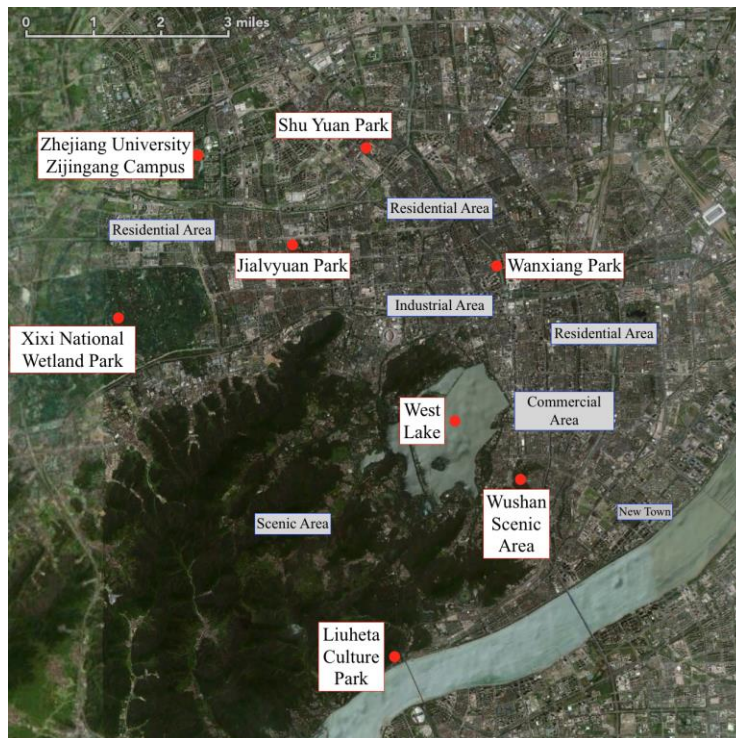 0 1 2 3 miles
Shu Yuan Park
Zhejiang University
Zijingang Campus
Residential Area
Residential Area
Jialvyuan Park
Wanxiang Park
Industrial Area
Xixi National
Wetland Park
Residential Area
West
Lake
Commercial
Area
Wushan
Scenic
Area
Scenic Area
New Town
Liuheta
Culture
Park